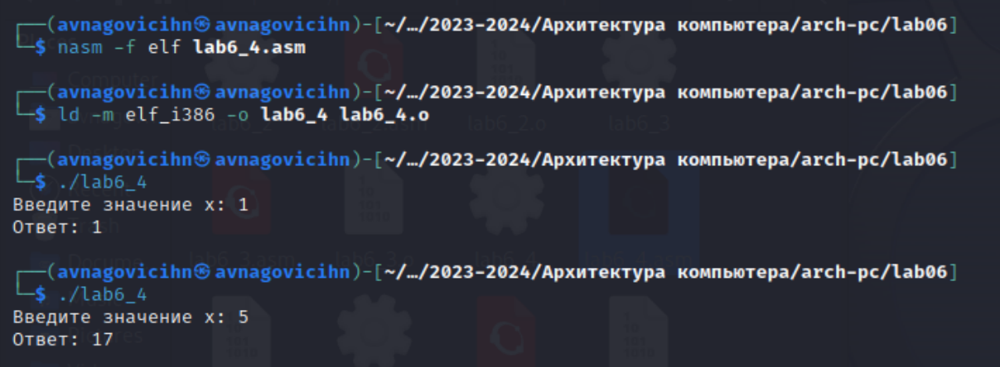 (avnagovicihn㉿avnagovicihn)-[~/…/2023-2024/Архитектура компьютера/arch-pc/lab06]
$ nasm -f elf lab6_4.asm
(avnagovicihn㉿avnagovicihn)-[~/…/2023-2024/Архитектура компьютера/arch-pc/lab06]
$ ld -m elf_i386 -o lab6_4 lab6_4.o
(avnagovicihn㉿avnagovicihn)-[~/…/2023-2024/Архитектура компьютера/arch-pc/lab06]
$ ./lab6_4
Введите значение x: 1
Ответ: 1
(avnagovicihn㉿avnagovicihn)-[~/…/2023-2024/Архитектура компьютера/arch-pc/lab06]
$ ./lab6_4
Введите значение x: 5
Ответ: 17